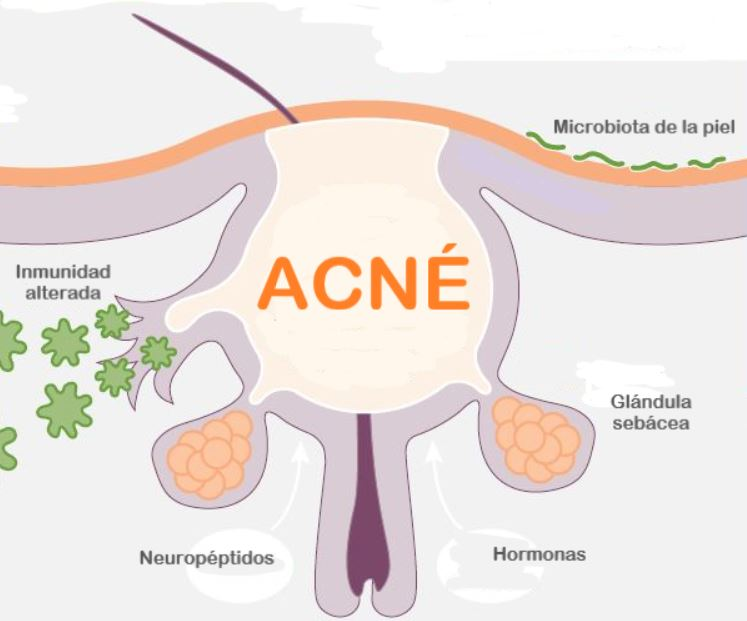 Microbiota de la piel
ACNÉ
Inmunidad
alterada
Glándula
sebácea
Neuropéptidos
Hormonas